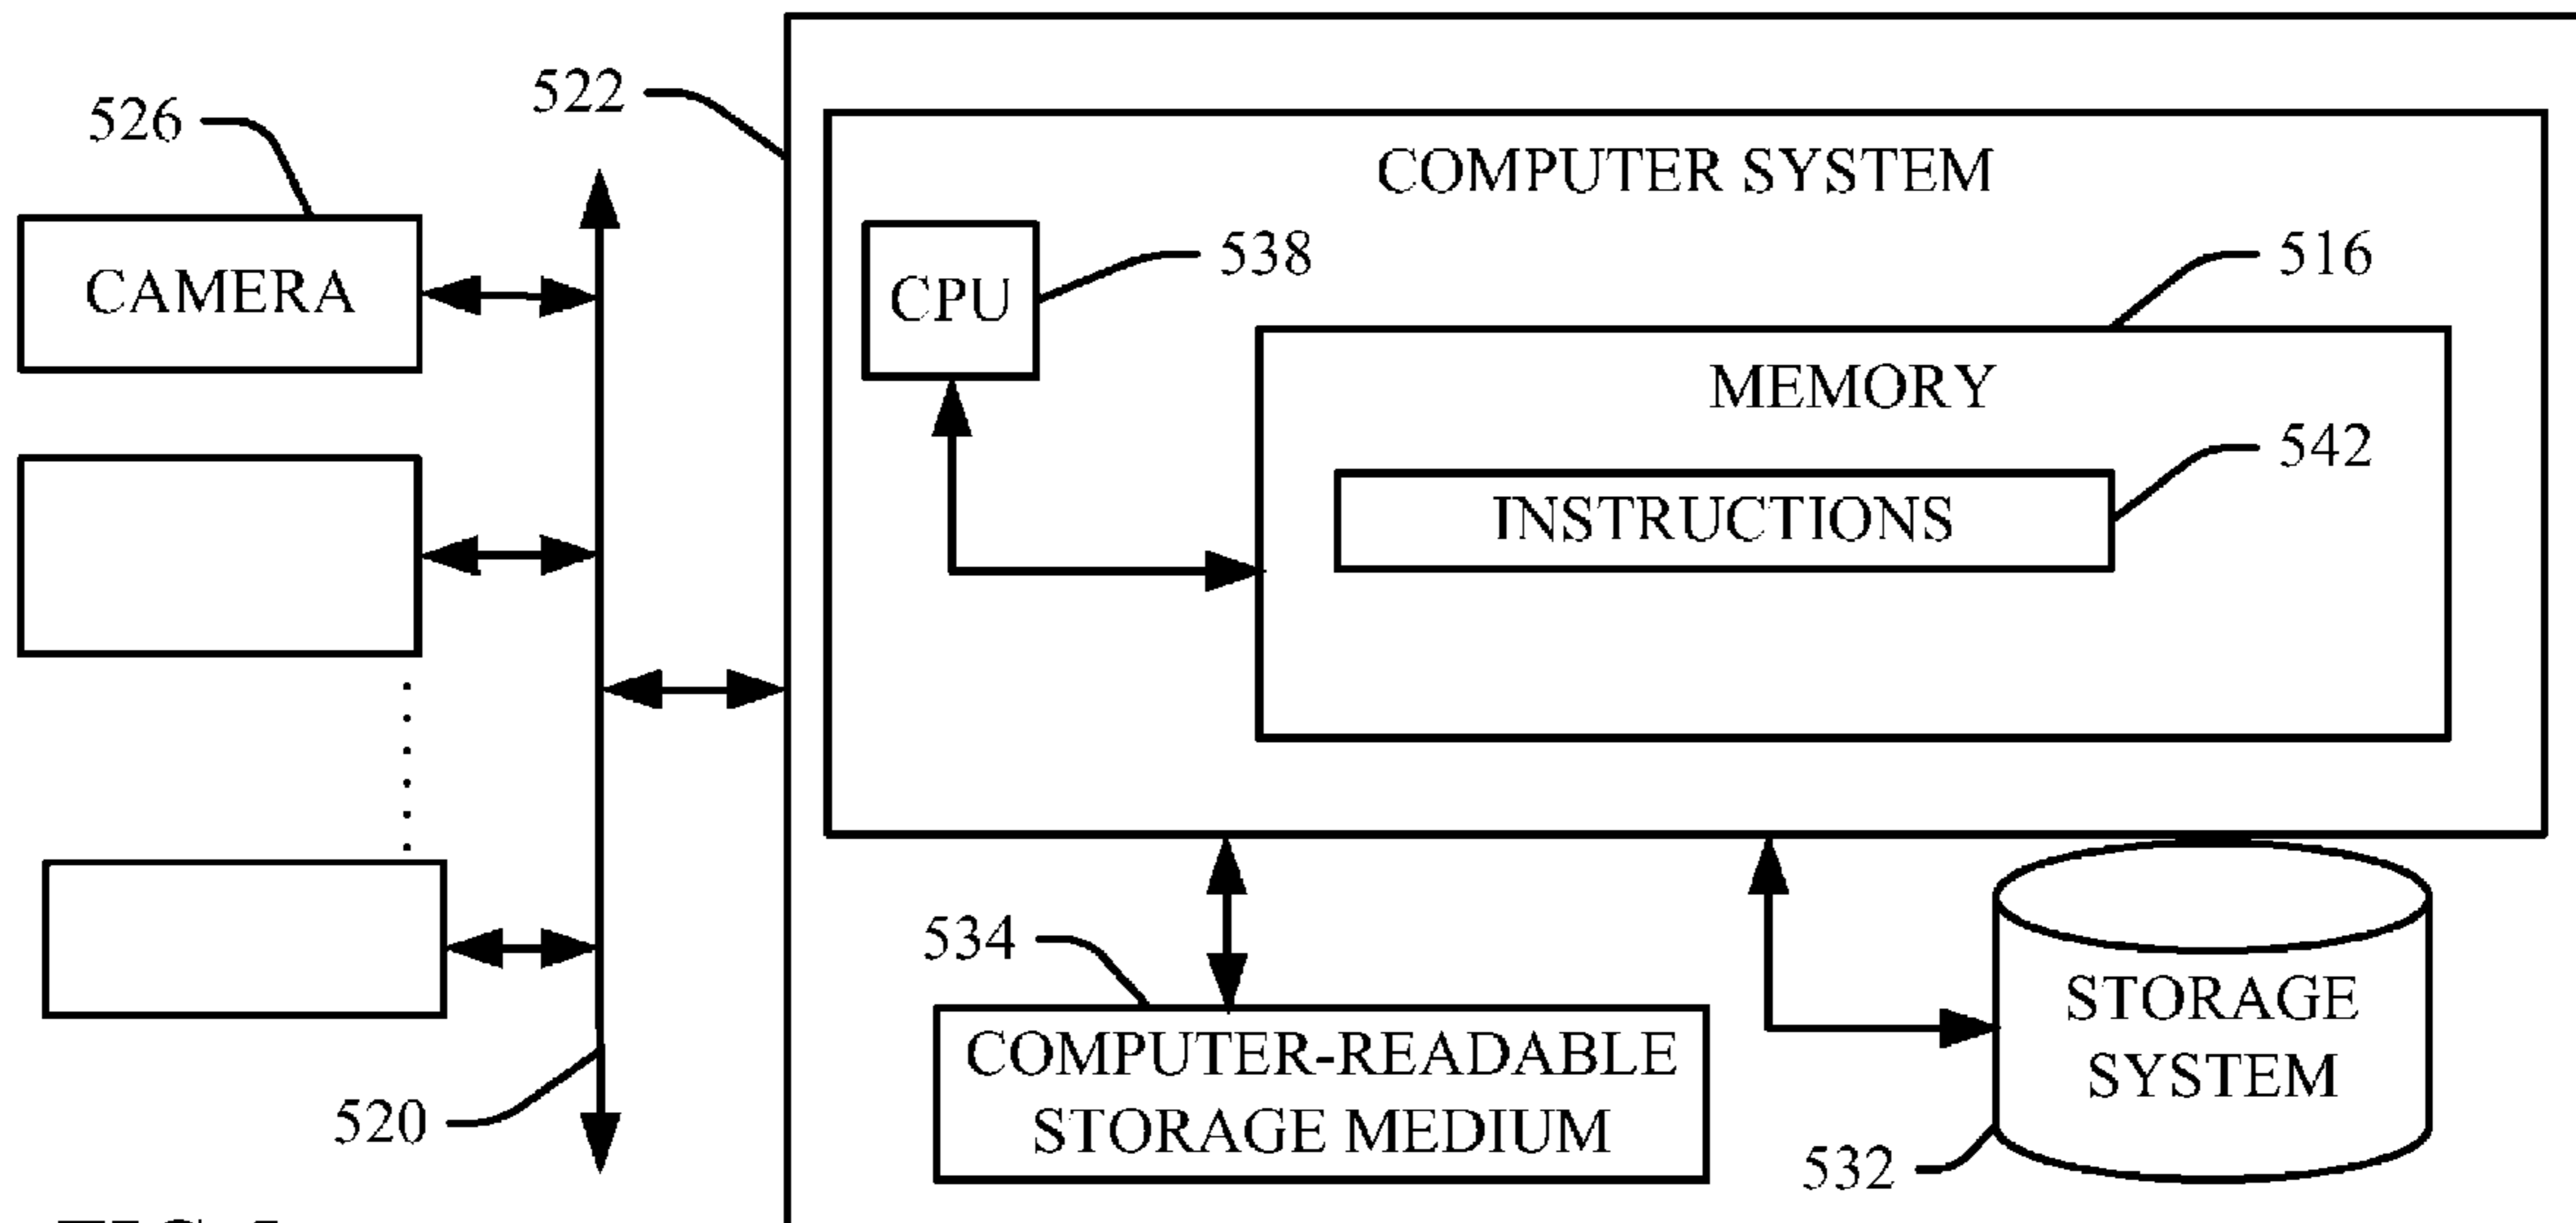 522
526
COMPUTER SYSTEM
538
516
CAMERA
CPU
MEMORY
542
INSTRUCTIONS
534
STORAGE
SYSTEM
COMPUTER-READABLE
STORAGE MEDIUM
520
532